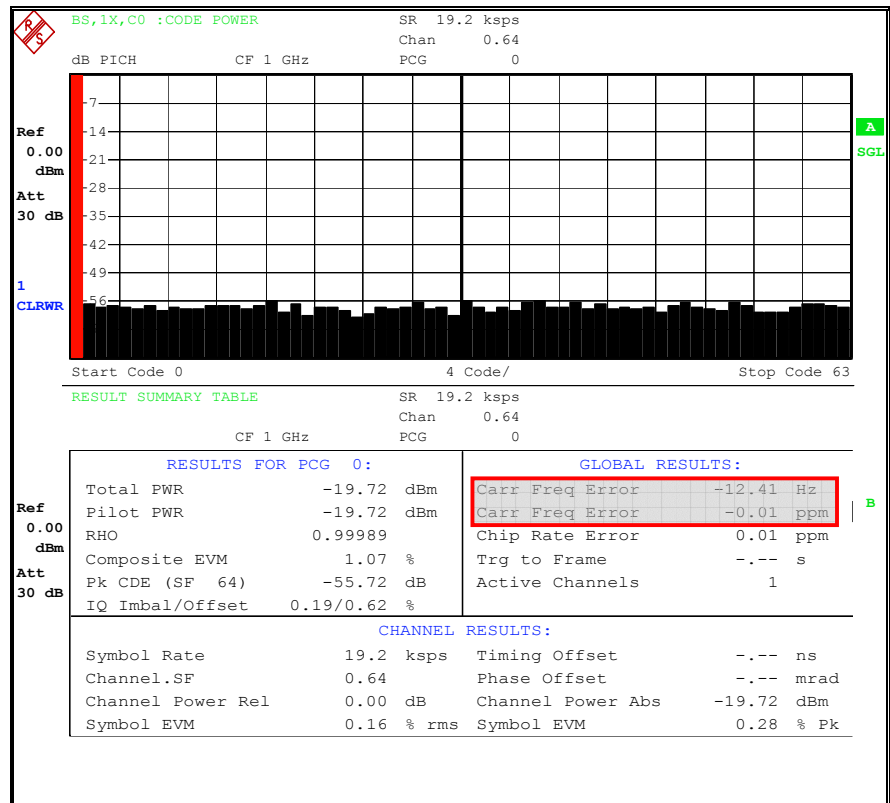 R
S
BS,1X,C0 :CODE POWER SR 19.2 ksps
Chan 0.64
dB PICH CF 1 GHz PCG 0
-7
Ref -14 A
0.00 -21 SGL
dBm
Att -28
30 dB -35
-42
-49
1
CLRWR -56
Start Code 0 4 Code/ Stop Code 63
RESULT SUMMARY TABLE SR 19.2 ksps
Chan 0.64
CF 1 GHz PCG 0
RESULTS FOR PCG 0: GLOBAL RESULTS:
Total PWR -19.72 dBm Carr Freq Error -12.41 Hz
Ref Pilot PWR -19.72 dBm Carr Freq Error -0.01 ppm B
0.00 RHO 0.99989 Chip Rate Error 0.01 ppm
dBm Composite EVM 1.07 % Trg to Frame -.-- s
Att Pk CDE (SF 64) -55.72 dB Active Channels 1
30 dB IQ Imbal/Offset 0.19/0.62 %
CHANNEL RESULTS:
Symbol Rate 19.2 ksps Timing Offset -.-- ns
Channel.SF 0.64 Phase Offset -.-- mrad
Channel Power Rel 0.00 dB Channel Power Abs -19.72 dBm
Symbol EVM 0.16 % rms Symbol EVM 0.28 % Pk